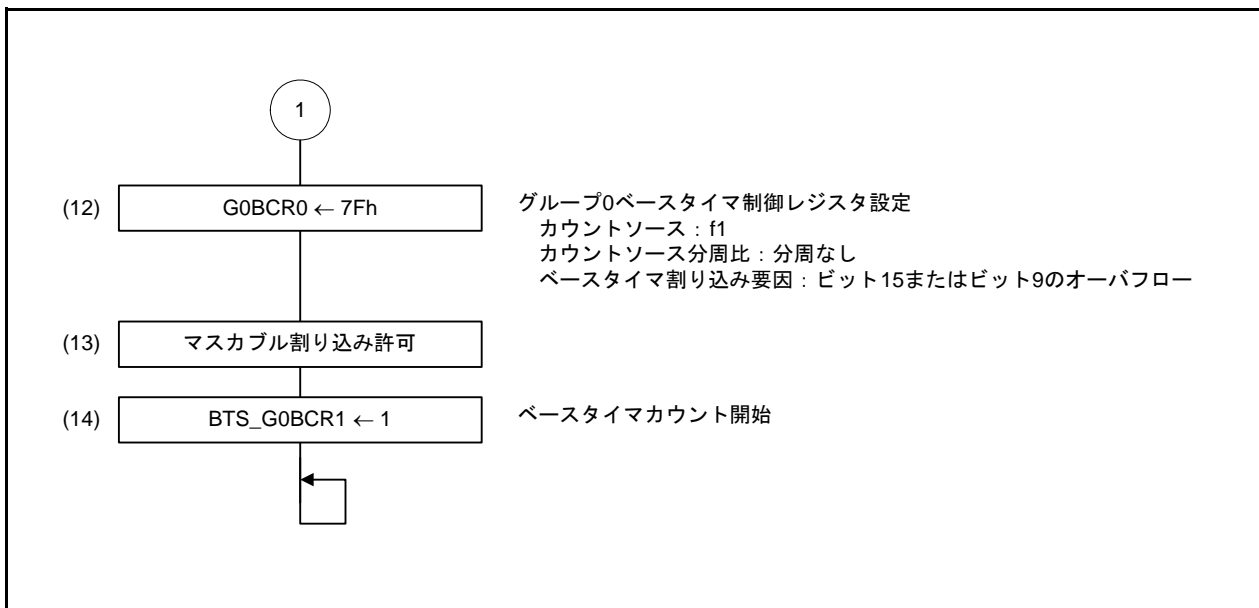 1
(12) G0BCR0 ← 7Fh グループ0ベースタイマ制御レジスタ設定
カウントソース：f1
カウントソース分周比：分周なし
ベースタイマ割り込み要因：ビット15またはビット9のオーバフロー
(13) マスカブル割り込み許可
(14) BTS_G0BCR1 ← 1 ベースタイマカウント開始